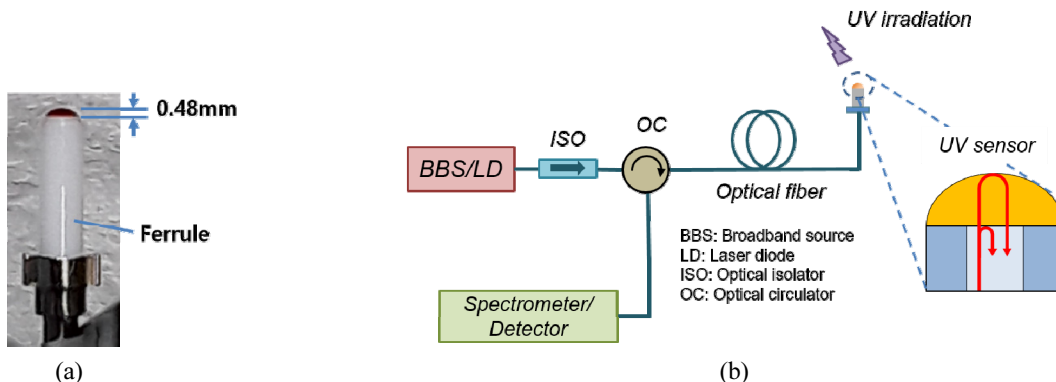 0.48mm
Ferrule
(a)
UV irradiation
OC
ISO
BBS/LD
UV sensor
Optical fiber
BBS: Broadband source
LD: Laser diode
ISO: Optical isolator
OC: Optical circulator
Spectrometer/
Detector
(b)